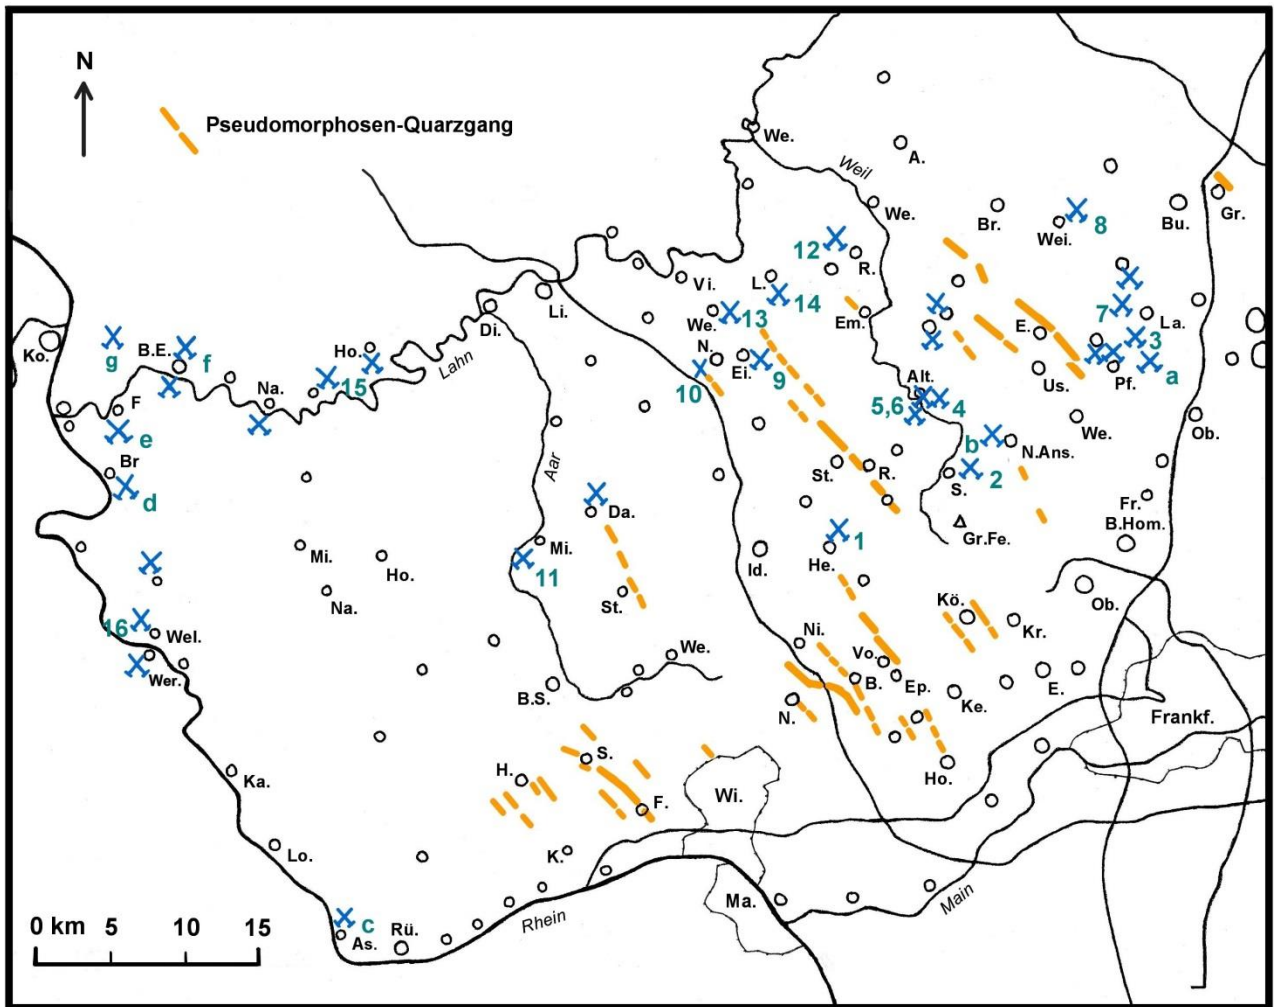 N
Pseudomorphosen-Quarzgang
We.
A.
Weil
We.
Br.
Wei.
8
Bu.
Gr.
12
R.
Vi.
L.
14
We.
13
Em.
7
La.
3
E.
Us.
Pf.
a
Ko.
g
B.E.
f
Ho.
15
Lahn
Di.
Li.
N.
Ei.
9
10
Na.
F
e
Br
d
Alt.
5,6
4
b
N.Ans.
We.
Ob.
2
S.
St.
R.
Gr.Fe.
Fr.
B.Hom.
Aar
Da.
1
He.
Id.
Mi.
11
Mi.
Ho.
Na.
St.
Kö.
Kr.
Ob.
16
Wel.
Wer.
We.
B.S.
Ni.
Vo.
B.
Ep.
Ke.
E.
N.
Frankf.
S.
H.
F.
Wi.
Ho.
Ka.
Lo.
K.
Ma.
Main
Rhein
c
As.
Rü.
0 km 5 10 15